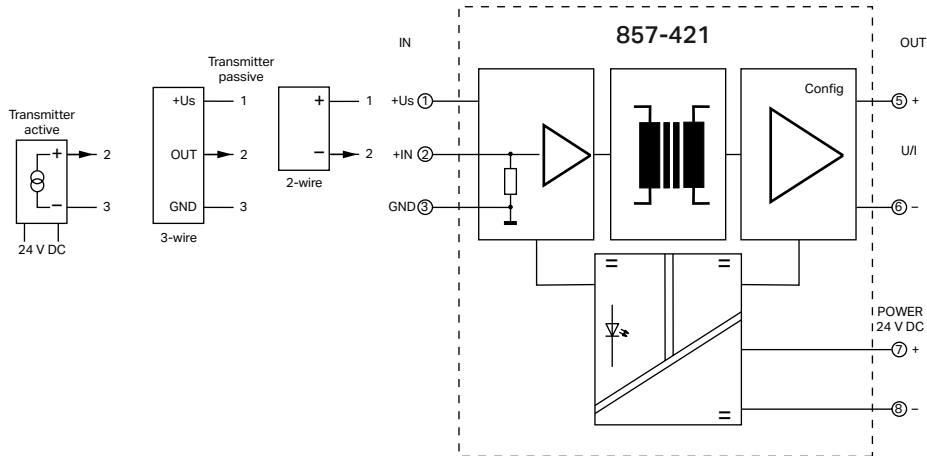 857-421
IN
OUT
Transmitter
passive
Transmitter
active
+
2
−
3
24 V DC
+Us
1
OUT
2
GND
3
3-wire
+
1
−
2
2-wire
+Us 1
+IN 2
GND 3
Config
5 +
U/I
6 −
POWER
24 V DC
7 +
8 −